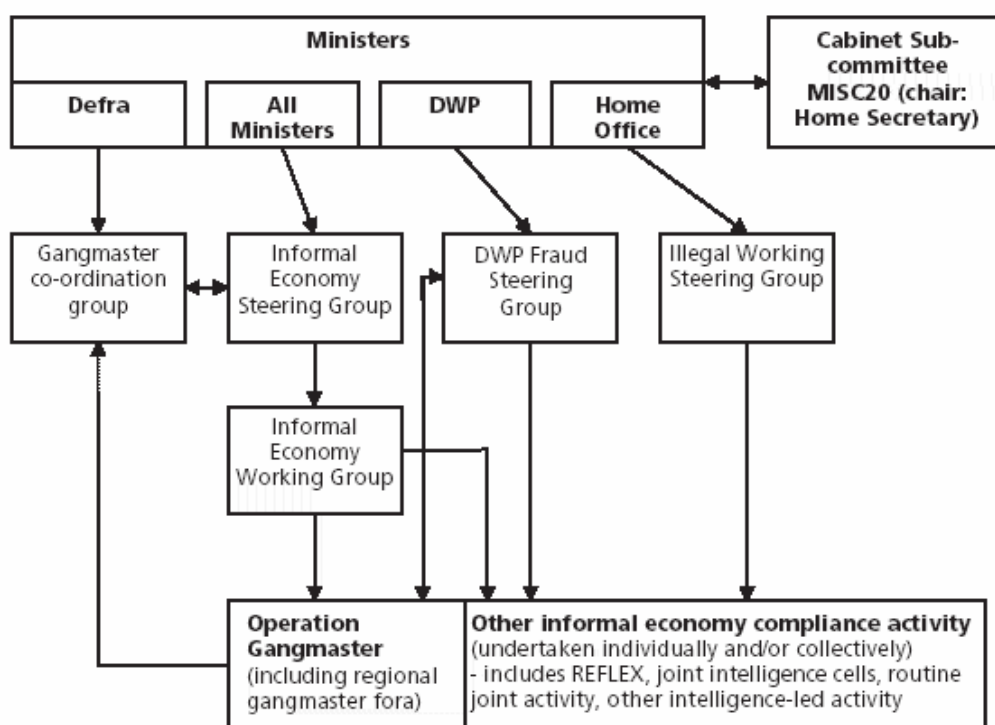 Ministers
Cabinet Sub-
committee
MISC20 (chair:
Home Secretary)
Defra
All
Ministers
DWP
Home
Office
Gangmaster
co-ordination
group
Informal
Economy
Steering Group
DWP Fraud
Steering
Group
Illegal Working
Steering Group
Informal
Economy
Working Group
Operation
Gangmaster
(including regional
gangmaster fora)
Other informal economy compliance activity
(undertaken individually and/or collectively)
- includes REFLEX, joint intelligence cells, routine
joint activity, other intelligence-led activity